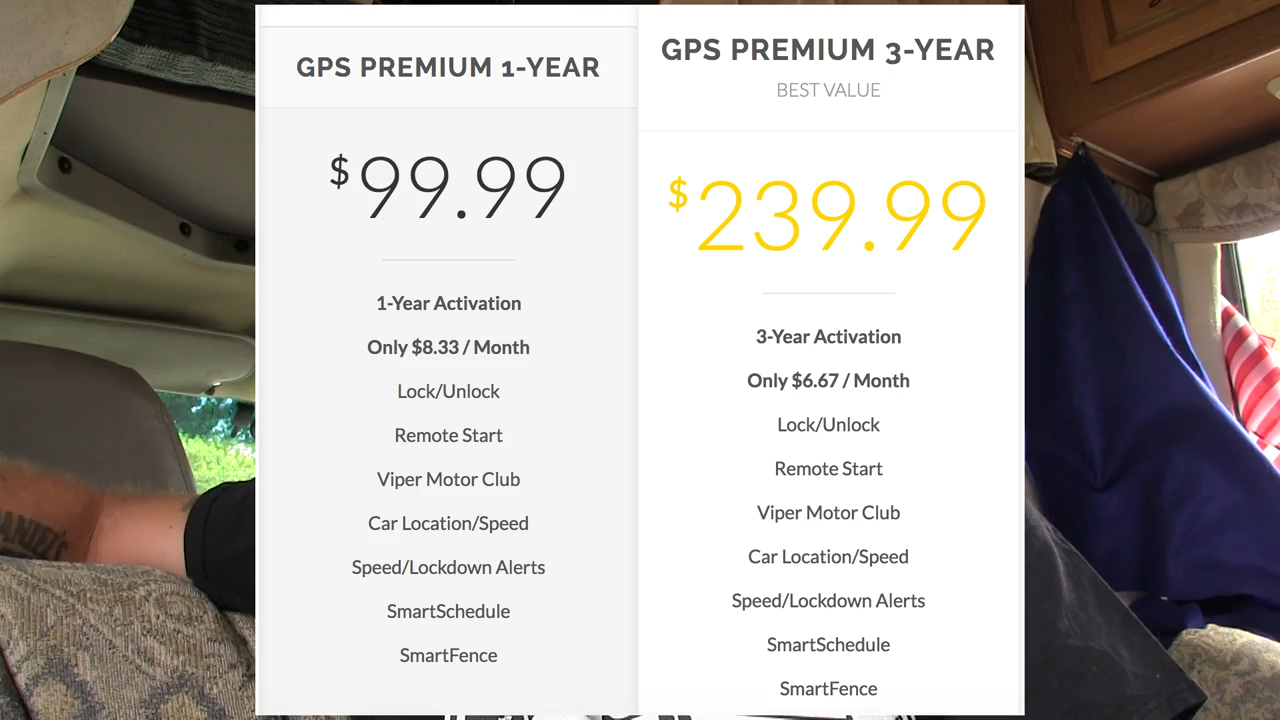 GPS PREMIUM 1-YEAR
$99.99
1-Year Activation
Only $8.33 / Month
Lock/Unlock
Remote Start
Viper Motor Club
Car Location/Speed
Speed/Lockdown Alerts
SmartSchedule
SmartFence
GPS PREMIUM 3-YEAR
BEST VALUE
$239.99
3-Year Activation
Only $6.67 / Month
Lock/Unlock
Remote Start
Viper Motor Club
Car Location/Speed
Speed/Lockdown Alerts
SmartSchedule
SmartFence